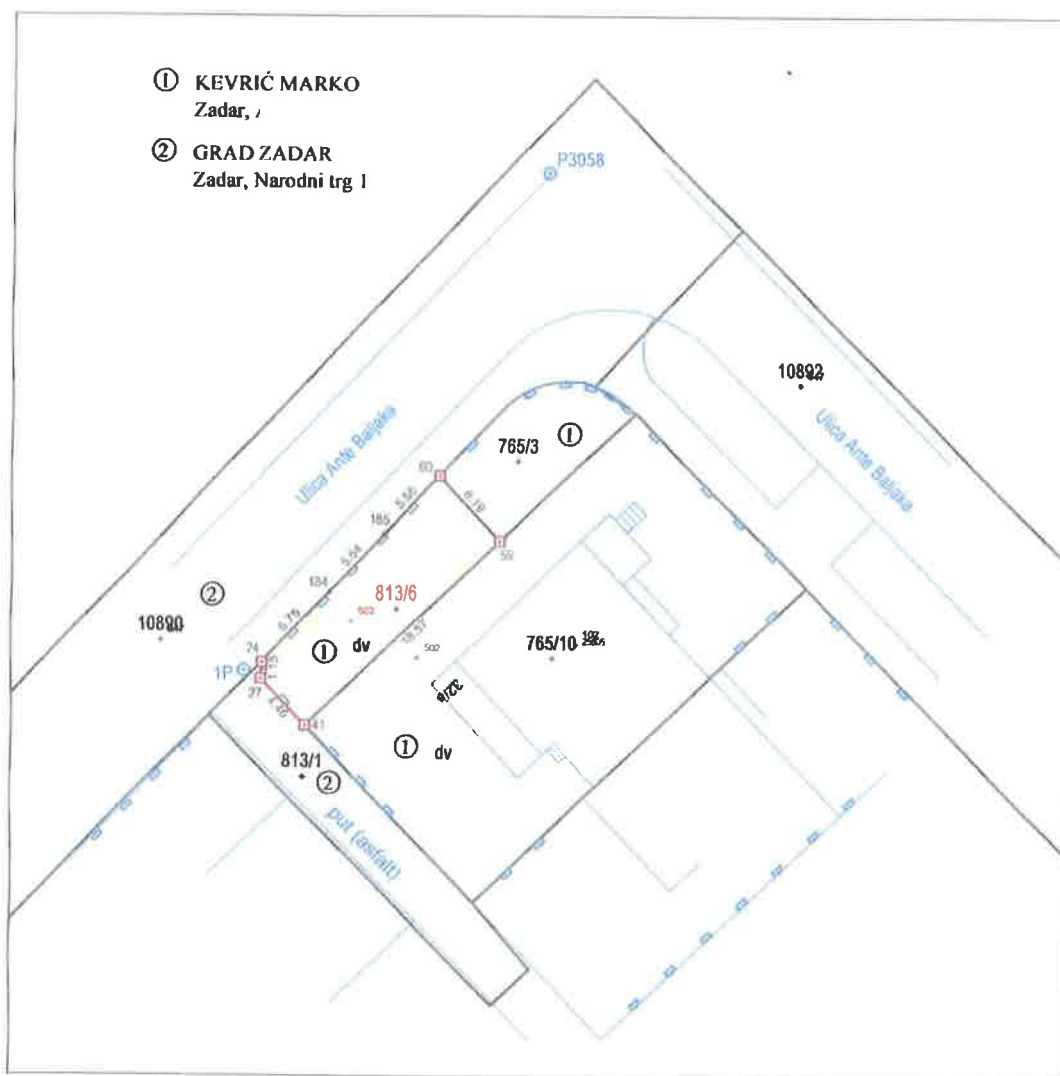 ① KEVRIĆ MARKO
Zadar,
② GRAD ZADAR
Zadar, Narodni trg 1
P3058
10892
Ulica Ante Baljaka
Ulica Ante Baljaka
765/3
①
60
6.19
5.55
185
59
5.54
184
813/6
②
10890
502
6.75
18.57
① dv
502
765/10
24
1P
1.15
27
32/6
41
① dv
813/1
②
put (asfalt)